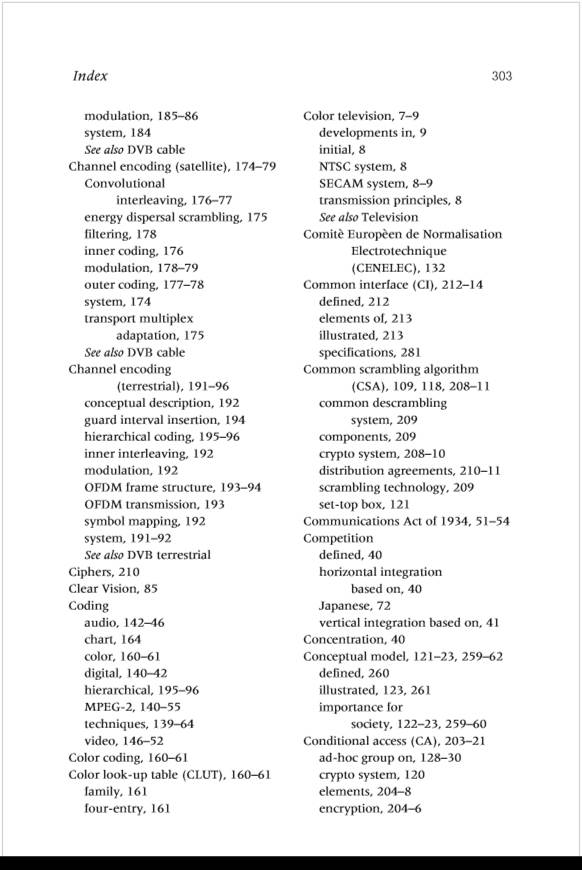 Index
303
modulation, 185–86
system, 184
See also DVB cable
Channel encoding (satellite), 174–79
Convolutional
interleaving, 176–77
energy dispersal scrambling, 175
filtering, 178
inner coding, 176
modulation, 178–79
outer coding, 177–78
system, 174
transport multiplex
adaptation, 175
See also DVB cable
Channel encoding
(terrestrial), 191–96
conceptual description, 192
guard interval insertion, 194
hierarchical coding, 195–96
inner interleaving, 192
modulation, 192
OFDM frame structure, 193–94
OFDM transmission, 193
symbol mapping, 192
system, 191–92
See also DVB terrestrial
Ciphers, 210
Clear Vision, 85
Coding
audio, 142–46
chart, 164
color, 160–61
digital, 140–42
hierarchical, 195–96
MPEG-2, 140–55
techniques, 139–64
video, 146–52
Color coding, 160–61
Color look-up table (CLUT), 160–61
family, 161
four-entry, 161
Color television, 7–9
developments in, 9
initial, 8
NTSC system, 8
SECAM system, 8–9
transmission principles, 8
See also Television
Comitè Europèen de Normalisation
Electrotechnique
(CENELEC), 132
Common interface (CI), 212–14
defined, 212
elements of, 213
illustrated, 213
specifications, 281
Common scrambling algorithm
(CSA), 109, 118, 208–11
common descrambling
system, 209
components, 209
crypto system, 208–10
distribution agreements, 210–11
scrambling technology, 209
set-top box, 121
Communications Act of 1934, 51–54
Competition
defined, 40
horizontal integration
based on, 40
Japanese, 72
vertical integration based on, 41
Concentration, 40
Conceptual model, 121–23, 259–62
defined, 260
illustrated, 123, 261
importance for
society, 122–23, 259–60
Conditional access (CA), 203–21
ad-hoc group on, 128–30
crypto system, 120
elements, 204–8
encryption, 204–6